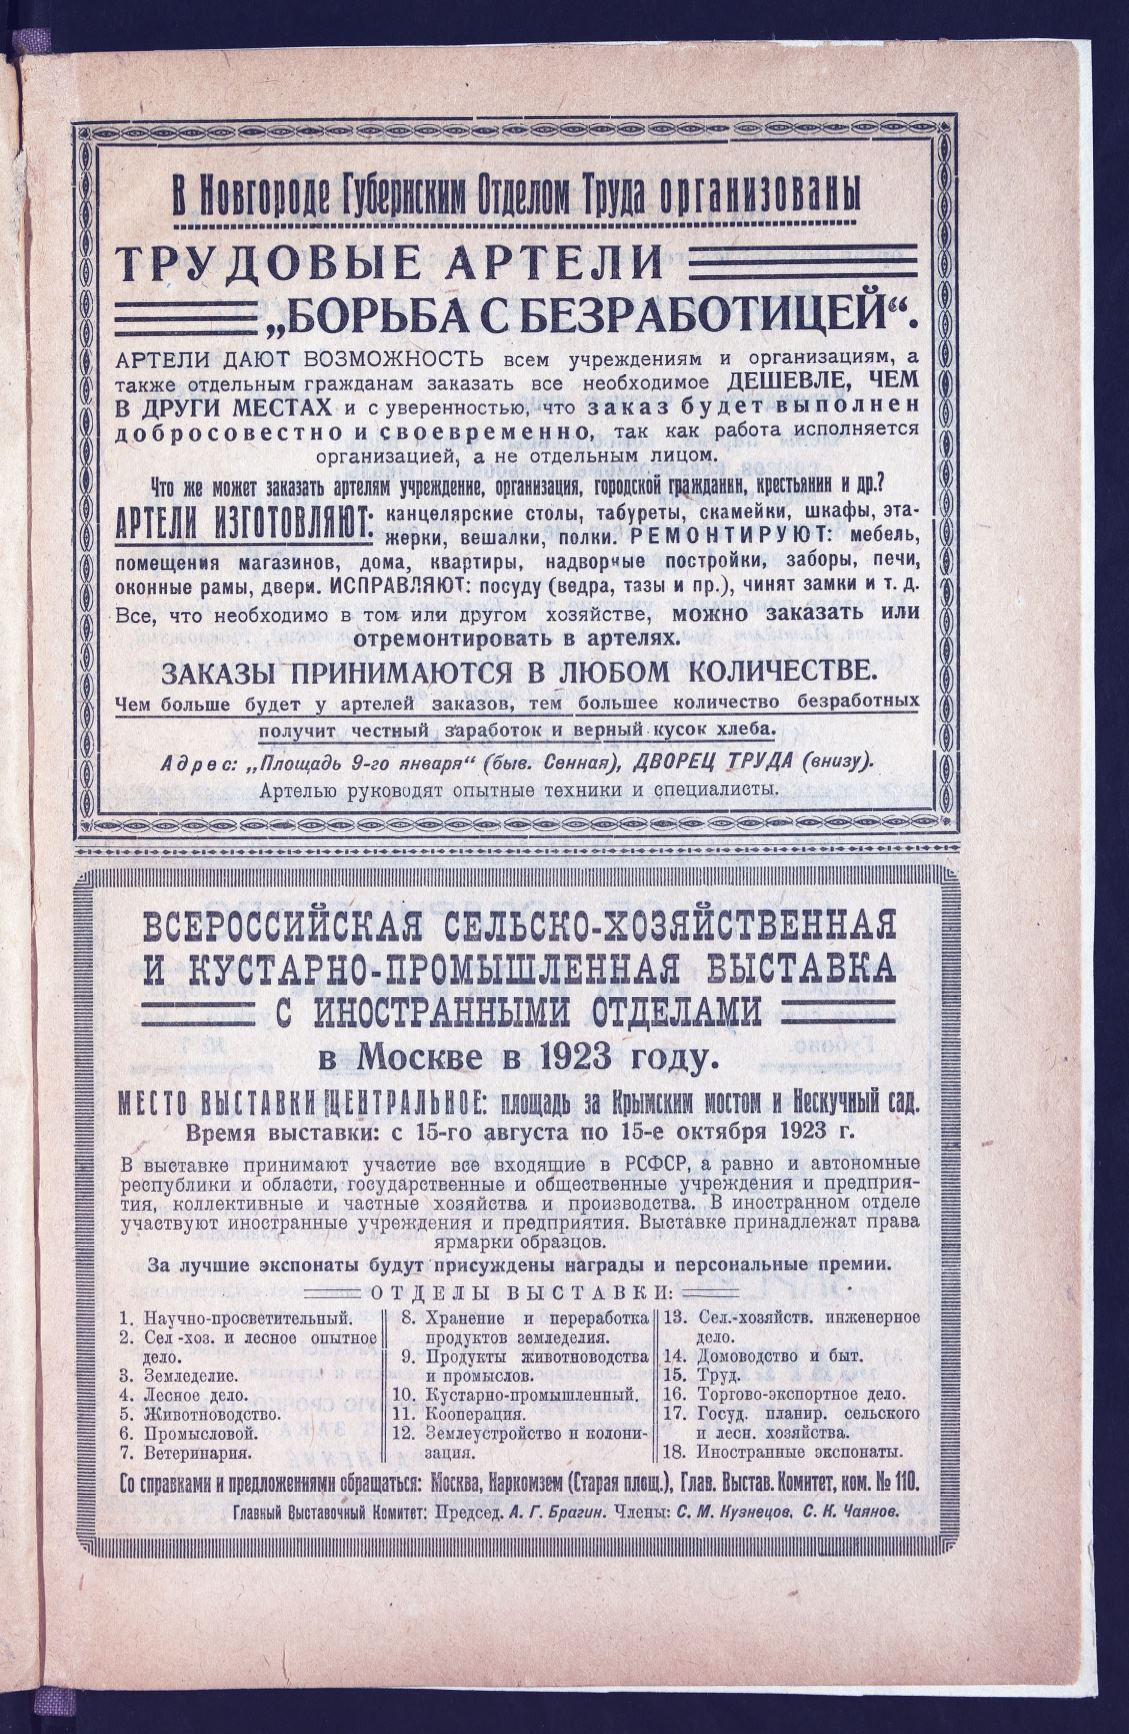 В Новгороде Губернским Отделом Труда организованы
ТРУДОВЫЕ АРТЕЛИ
„БОРЬБА С БЕЗРАБОТИЦЕЙ“.
АРТЕЛИ ДАЮТ ВОЗМОЖНОСТЬ всем учреждениям и организациям, а
также отдельным гражданам заказать все необходимое ДЕШЕВЛЕ, ЧЕМ
В ДРУГИ МЕСТАХ и с уверенностью, что заказ будет выполнен
добросовестно и своевременно, так как работа исполняется
организацией, а не отдельным лицом.
Что же может заказать артелям учреждение, организация, городской гражданин, крестьянин и др.?
АРТЕЛИ ИЗГОТОВЛЯЮТ: канцелярские столы, табуреты, скамейки, шкафы, эта-
жерки, вешалки, полки. РЕМОНТИРУЮТ: мебель,
помещения магазинов, дома, квартиры, надворные постройки, заборы, печи,
оконные рамы, двери. ИСПРАВЛЯЮТ: посуду (ведра, тазы и пр.), чинят замки и т. д.
Все, что необходимо в том или другом хозяйстве, можно заказать или
отремонтировать в артелях.
ЗАКАЗЫ ПРИНИМАЮТСЯ В ЛЮБОМ КОЛИЧЕСТВЕ.
Чем больше будет у артелей заказов, тем большее количество безработных
получит честный заработок и верный кусок хлеба.
Адрес: „Площадь 9-го января“ (быв. Сенная), ДВОРЕЦ ТРУДА (внизу).
Артелью руководят опытные техники и специалисты.
ВСЕРОССИЙСКАЯ СЕЛЬСКО-ХОЗЯЙСТВЕННАЯ
И КУСТАРНО-ПРОМЫШЛЕННАЯ ВЫСТАВКА
С ИНОСТРАННЫМИ ОТДЕЛАМИ
в Москве в 1923 году.
МЕСТО ВЫСТАВКИ ЦЕНТРАЛЬНОЕ: площадь за Крымским мостом и Нескучный сад.
Время выставки: с 15-го августа по 15-е октября 1923 г.
В выставке принимают участие все входящие в РСФСР, а равно и автономные
республики и области, государственные и общественные учреждения и предприя-
тия, коллективные и частные хозяйства и производства. В иностранном отделе
участвуют иностранные учреждения и предприятия. Выставке принадлежат права
ярмарки образцов.
За лучшие экспонаты будут присуждены награды и персональные премии.
ОТДЕЛЫ ВЫСТАВКИ:
1. Научно-просветительный.
2. Сел-хоз. и лесное опытное
дело.
3. Земледелие.
4. Лесное дело.
5. Животноводство.
6. Промысловой.
7. Ветеринария.
8. Хранение и переработка
продуктов земледелия.
9. Продукты животноводства
и промыслов.
10. Кустарно-промышленный.
11. Кооперация.
12. Землеустройство и колони-
зация.
13. Сел.-хозяйств. инженерное
дело.
14. Домоводство и быт.
15. Труд.
16. Торгово-экспортное дело.
17. Госуд. планир. сельского
и лесн. хозяйства.
18. Иностранные экспонаты.
Со справками и предложениями обращаться: Москва, Наркомзем (Старая площ.), Глав. Выстав. Комитет, ком. № 110.
Главный Выставочный Комитет: Председ. А. Г. Брагин. Члены: С. М. Кузнецов, С. К. Чаянов.